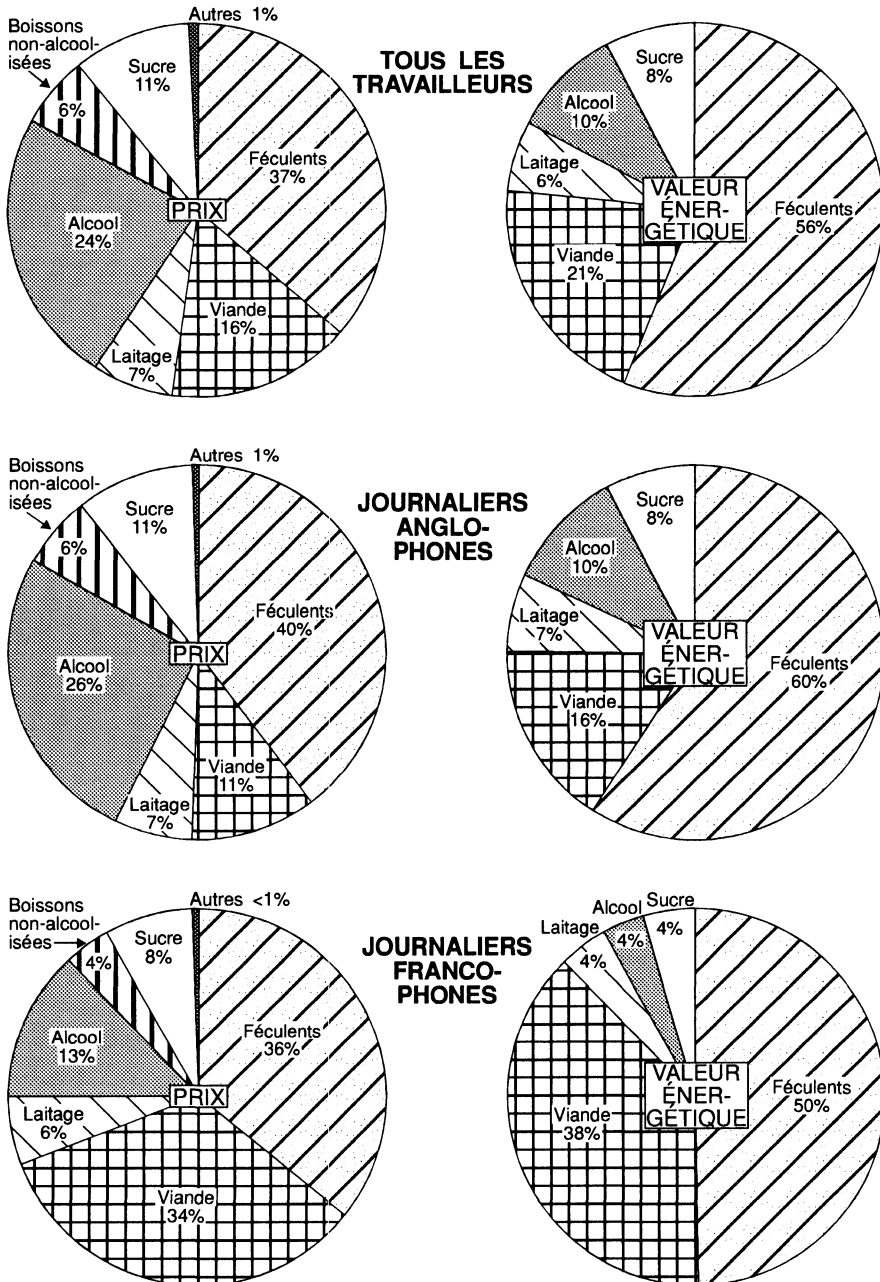 Autres 1%
Boissons
non-alcool-
isées
6%
Sucre
11%
Féculents
37%
Alcool
24%
PRIX
Viande
16%
Laitage
7%
TOUS LES
TRAVAILLEURS
Sucre
8%
Alcool
10%
Laitage
6%
VALEUR
ÉNER-
GÉTIQUE
Féculents
56%
Viande
21%
Autres 1%
Boissons
non-alcool-
isées
6%
Sucre
11%
Féculents
40%
Alcool
26%
PRIX
Viande
11%
Laitage
7%
JOURNALIERS
ANGLO-
PHONES
Sucre
8%
Alcool
10%
Laitage
7%
VALEUR
ÉNER-
GÉTIQUE
Féculents
60%
Viande
16%
Autres <1%
Boissons
non-alcool-
isées
4%
Sucre
8%
Féculents
36%
Alcool
13%
PRIX
Laitage
6%
Viande
34%
JOURNALIERS
FRANCO-
PHONES
Alcool
4%
Sucre
4%
Laitage
4%
VALEUR
ÉNER-
GÉTIQUE
Féculents
50%
Viande
38%